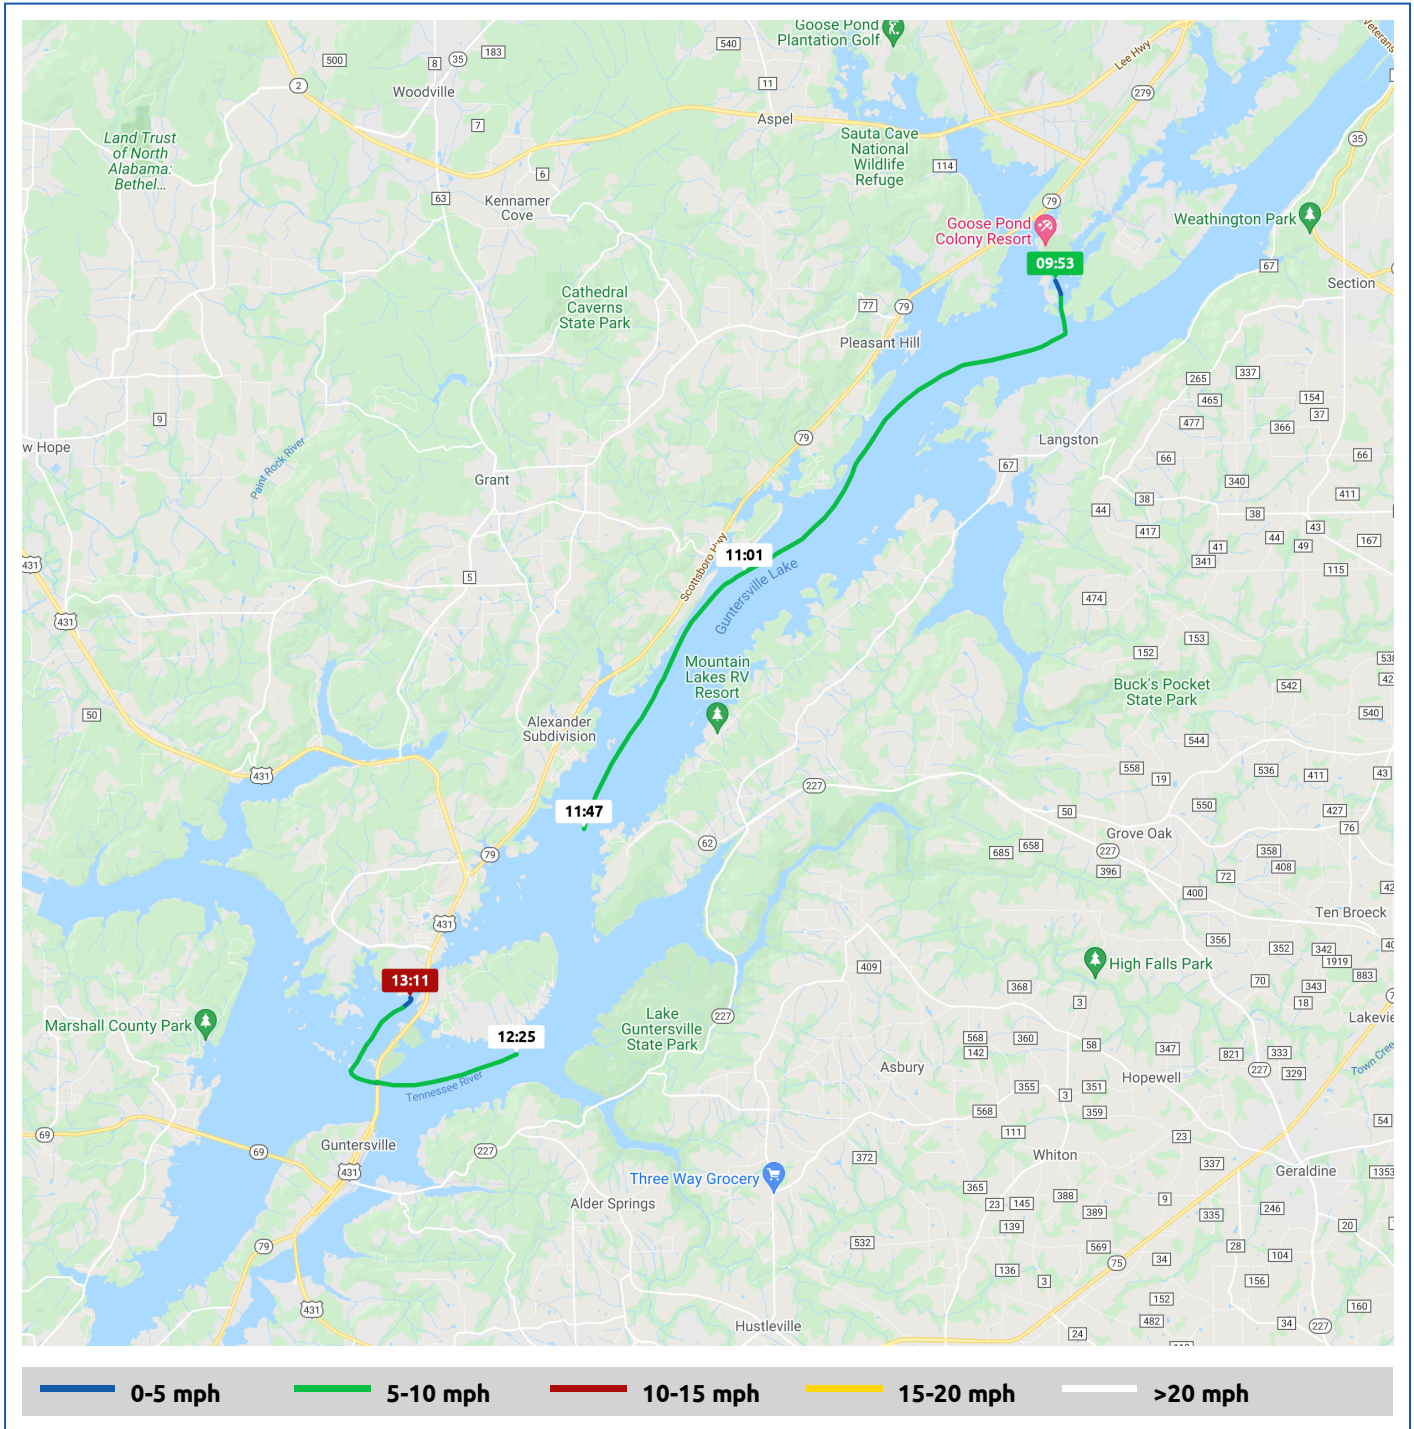 Goose Pond
Plantation Golf
540
183
35
8
500
Lee Hwy
Veterans
2
Woodville
11
279
Aspel
7
35
Land Trust
of North
Alabama:
Bethel...
Sauta Cave
National
Wildlife
Refuge
114
6
63
Kennamer
Cove
79
Goose Pond
Colony Resort
Weathington Park
09:53
67
Section
Cathedral
Caverns
State Park
77
79
Pleasant Hill
265
337
465
154
37
477
366
9
w Hope
79
Langston
Paint Rock River
66
66
67
Grant
340
38
411
44
38
417
43
44
167
49
41
341
115
Scottsboro Hwy
11:01
Guntersville Lake
431
5
474
431
153
152
538
Mountain
Lakes RV
Resort
Buck's Pocket
State Park
542
42
50
540
Alexander
Subdivision
544
558
19
536
411
43
431
227
50
550
427
76
11:47
Grove Oak
62
79
685
658
227
396
358
408
72
400
42
Ten Broeck
431
356
352
342
1919
883
High Falls Park
409
70
343
368
3
18
13:11
Lakevie
Marshall County Park
Lake
Guntersville
State Park
227
12:25
568
142
360
58
347
821
333
227
329
Town Cree
Asbury
Hopewell
Tennessee River
355
3
351
359
568
54
111
69
69
Guntersville
227
431
23
337
372
Whiton
Geraldine
1353
Three Way Grocery
365
23
145
388
9
246
Alder Springs
389
335
139
20
532
569
28
104
79
34
75
136
3
156
431
152
160
482
34
227
Hustleville
24
0-5 mph
5-10 mph
10-15 mph
15-20 mph
>20 mph